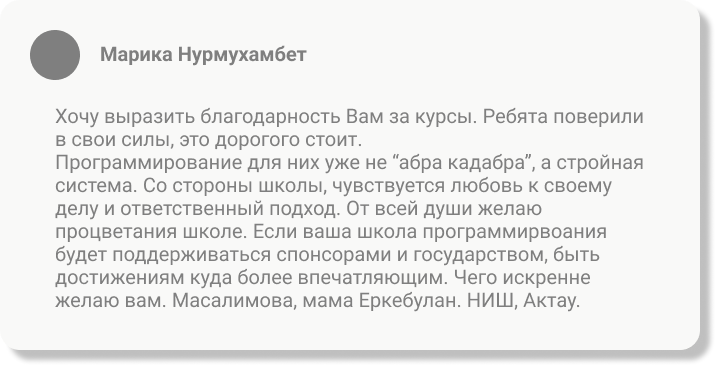 Марика Нурмухамбет
Хочу выразить благодарность Вам за курсы. Ребята поверили
в свои силы, это дорогого стоит.
Программирование для них уже не “абра кадабра”, а стройная
система. Со стороны школы, чувствуется любовь к своему
делу и ответственный подход. От всей души желаю
процветания школе. Если ваша школа программирвоания
будет поддерживаться спонсорами и государством, быть
достижениям куда более впечатляющим. Чего искренне
желаю вам. Масалимова, мама Еркебулан. НИШ, Актау.